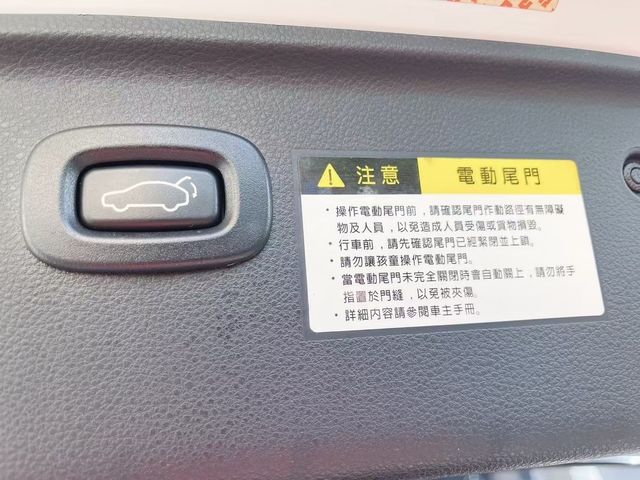 注意 電動尾門
・操作電動尾門前，請確認尾門作動路徑有無障礙
物及人員，以免造成人員受傷或貨物損毀。
・行車前，請先確認尾門已經緊閉並上鎖。
・請勿讓孩童操作電動尾門。
・當電動尾門未完全關閉時會自動關上，請勿將手
指置於門縫，以免被夾傷。
・詳細內容請參閱車主手冊。